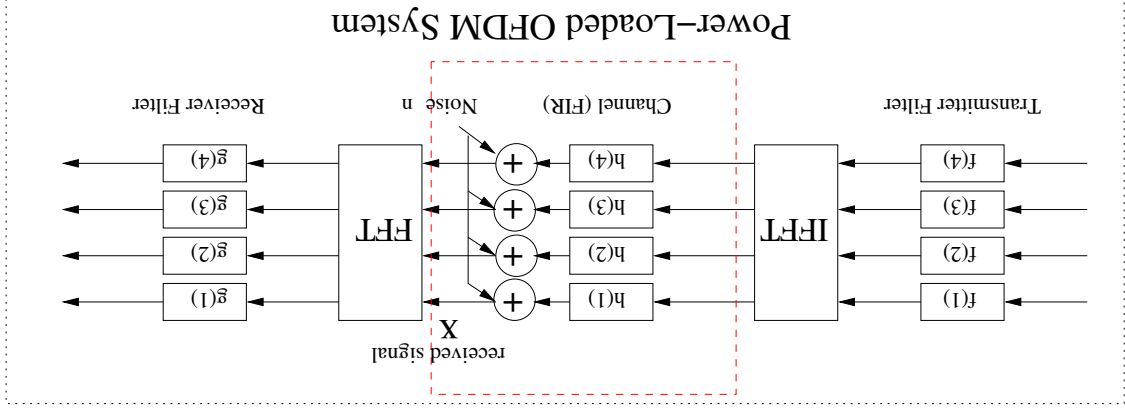 received signal
X
f(1) h(1) + g(1)
f(2) h(2) + g(2)
IFFT FFT
f(3) h(3) + g(3)
f(4) h(4) + g(4)
Transmitter Filter Channel (FIR) Noise n Receiver Filter
Power–Loaded OFDM System